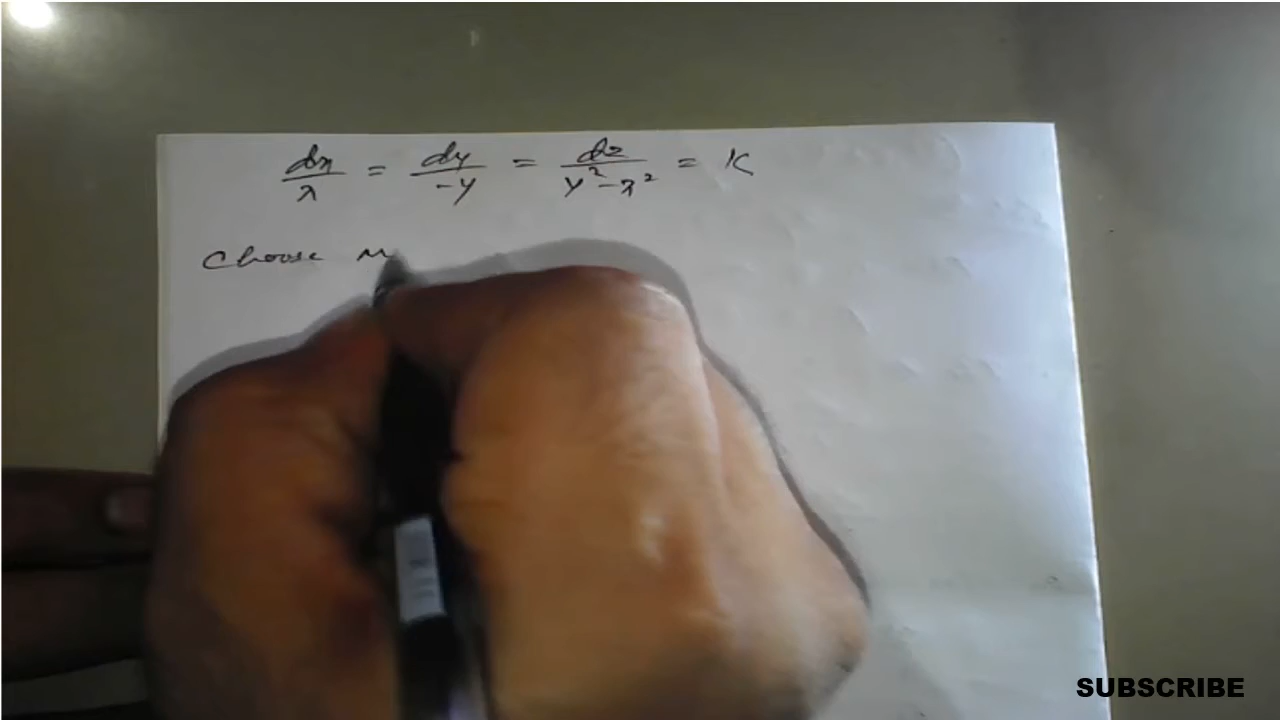 dx/x = dy/-y = dz/y²-x² = K
Choose m
SUBSCRIBE